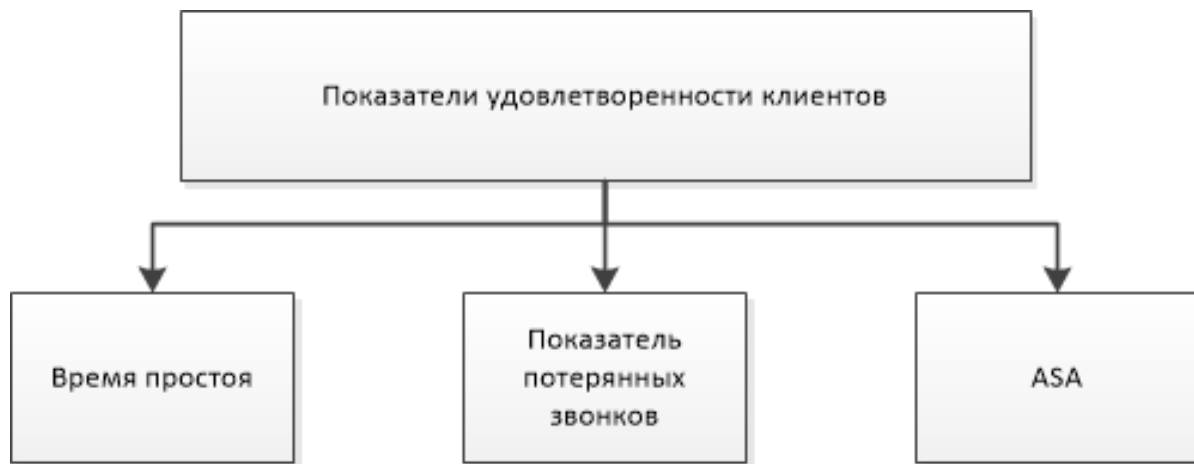 Показатели удовлетворенности клиентов
Время простоя
Показатель
потерянных
звонков
ASA